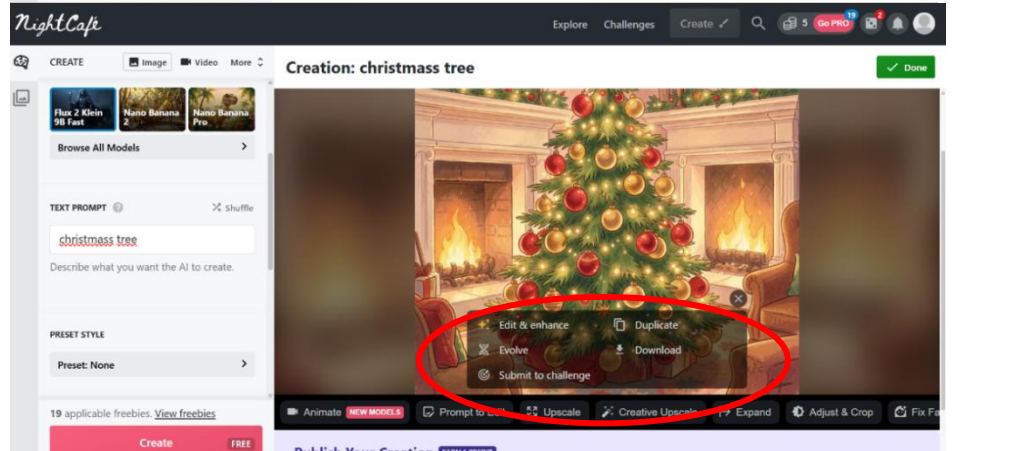 NightCafe
Explore
Challenges
Create
5
Go PRO
19
2
CREATE
Image
Video
More
Creation: christmass tree
Done
Flux 2 Klein
9B Fast
Nano Banana
2
Nano Banana
Pro
Browse All Models
TEXT PROMPT
Shuffle
christmass tree
Describe what you want the AI to create.
PRESET STYLE
Preset: None
19 applicable freebies. View freebies
Create
FREE
Edit & enhance
Duplicate
Evolve
Download
Submit to challenge
Animate NEW MODELS
Prompt to Edit
Upscale
Creative Upscale
Expand
Adjust & Crop
Fix Fa
Publish Your Creation